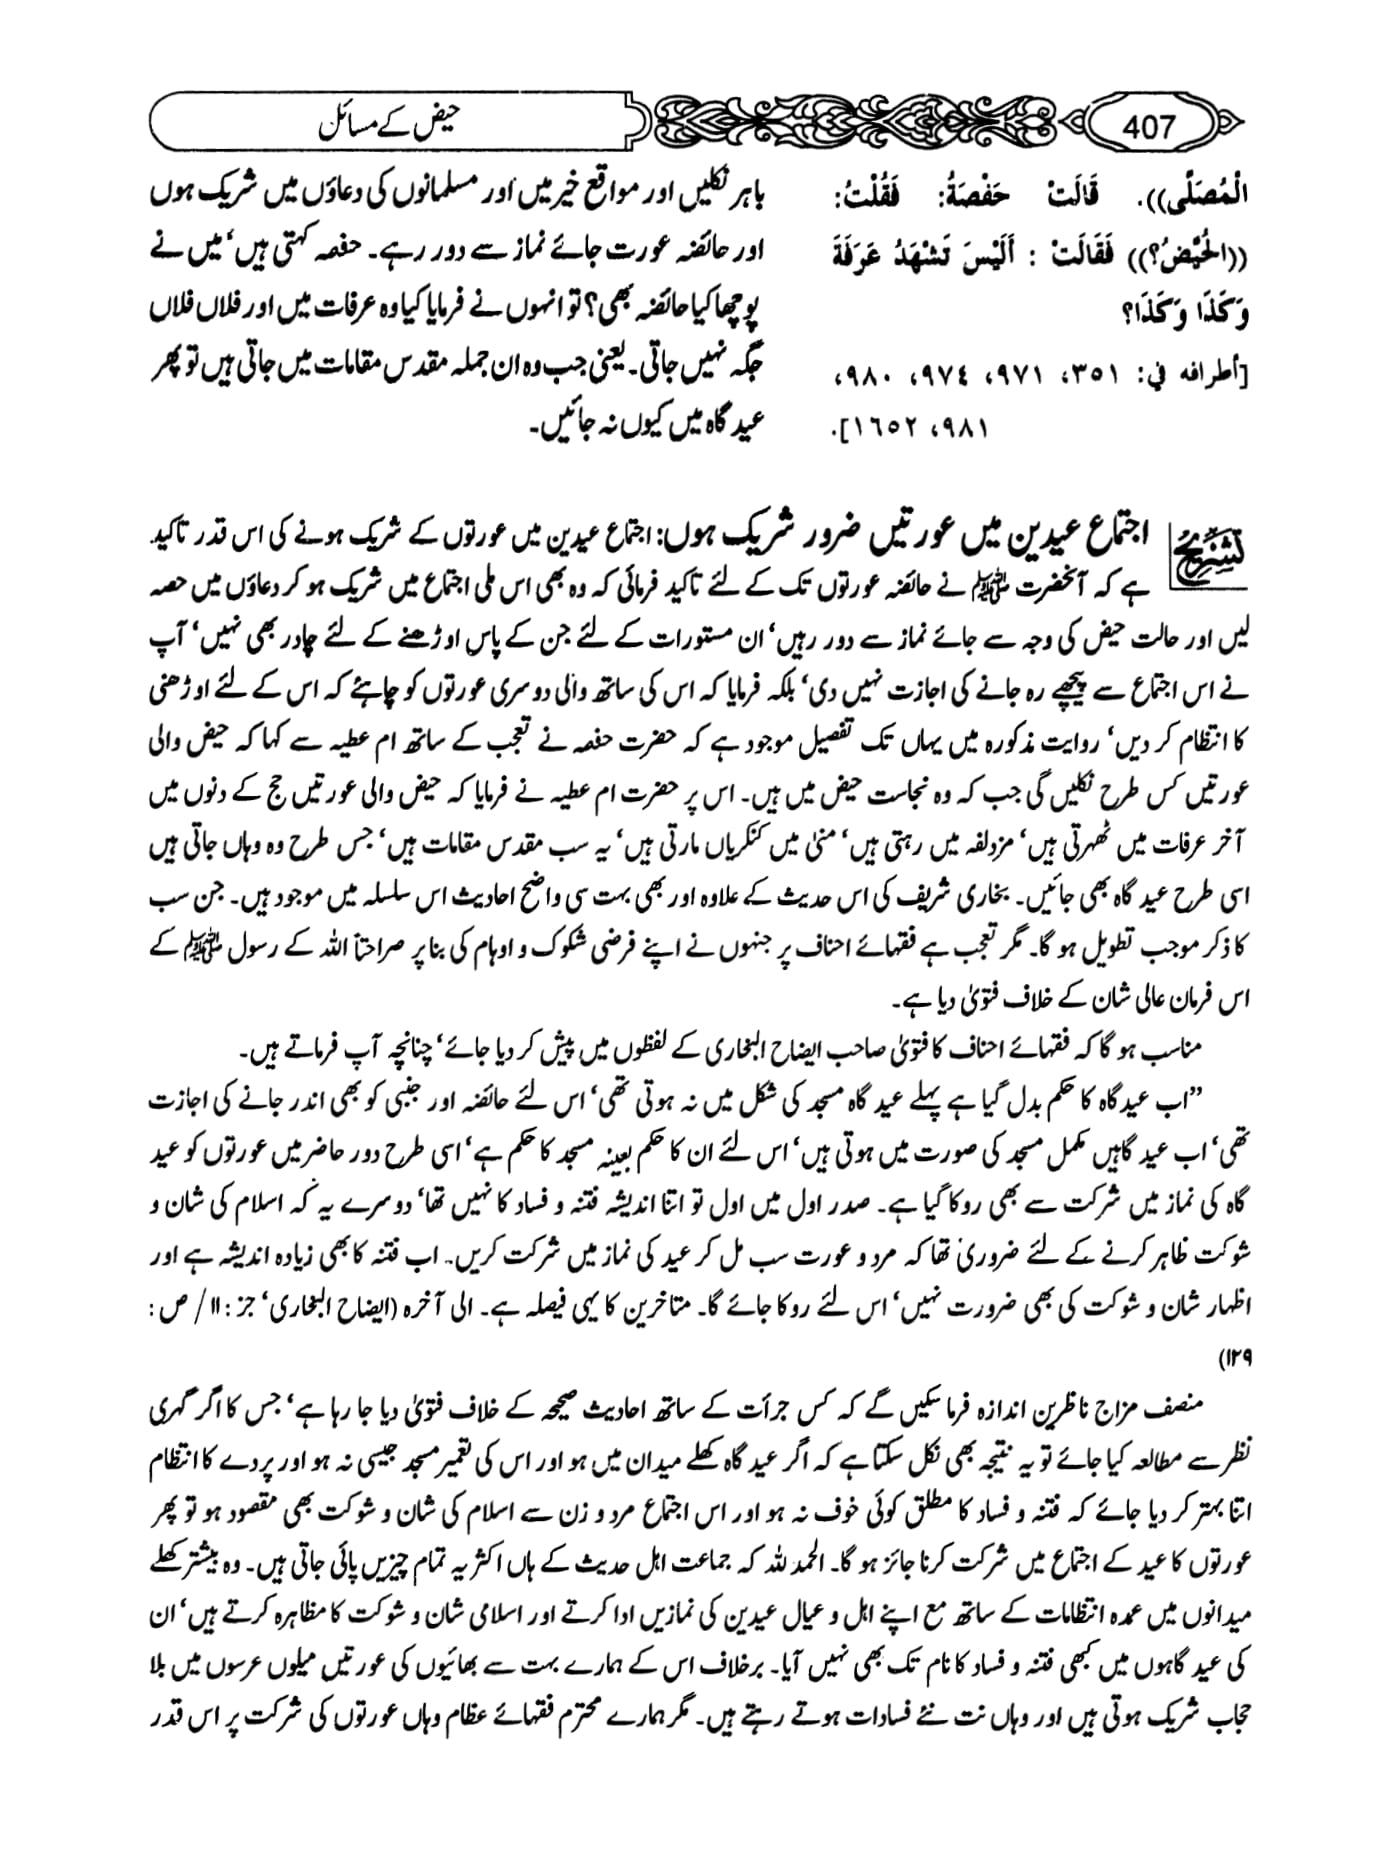 407
حیض کے مسائل
الْمُصَلَّى)). قَالَتْ حَفْصَةُ: فَقُلْتُ:
((الْحُيَّضُ؟)) فَقَالَتْ : أَلَيْسَ تَشْهَدُ عَرَفَةَ
وَكَذَا وَكَذَا؟
[أطرافه في: ٣٥١، ٩٧١، ٩٧٤، ٩٨٠،
٩٨١، ١٦٥٢].
باہر نکلیں اور مواقع خیر میں اور مسلمانوں کی دعاؤں میں شریک ہوں
اور حائضہ عورت جائے نماز سے دور رہے۔ حفصہ کہتی ہیں‘ میں نے
پوچھا کیا حائضہ بھی؟ تو انہوں نے فرمایا کیا وہ عرفات میں اور فلاں فلاں
جگہ نہیں جاتی۔ یعنی جب وہ ان جملہ مقدس مقامات میں جاتی ہیں تو پھر
عید گاہ میں کیوں نہ جائیں۔
تشریح
اجتماع عیدین میں عورتیں ضرور شریک ہوں: اجتماع عیدین میں عورتوں کے شریک ہونے کی اس قدر تاکید
ہے کہ آنحضرت ﷺ نے حائضہ عورتوں تک کے لئے تاکید فرمائی کہ وہ بھی اس ملی اجتماع میں شریک ہو کر دعاؤں میں حصہ
لیں اور حالت حیض کی وجہ سے جائے نماز سے دور رہیں‘ ان مستورات کے لئے جن کے پاس اوڑھنے کے لئے چادر بھی نہیں‘ آپ
نے اس اجتماع سے پیچھے رہ جانے کی اجازت نہیں دی‘ بلکہ فرمایا کہ اس کی ساتھ والی دوسری عورتوں کو چاہئے کہ اس کے لئے اوڑھنی
کا انتظام کر دیں‘ روایت مذکورہ میں یہاں تک تفصیل موجود ہے کہ حضرت حفصہ نے تعجب کے ساتھ ام عطیہ سے کہا کہ حیض والی
عورتیں کس طرح نکلیں گی جب کہ وہ نجاست حیض میں ہیں۔ اس پر حضرت ام عطیہ نے فرمایا کہ حیض والی عورتیں حج کے دنوں میں
آخر عرفات میں ٹھہرتی ہیں‘ مزدلفہ میں رہتی ہیں‘ منیٰ میں کنکریاں مارتی ہیں‘ یہ سب مقدس مقامات ہیں‘ جس طرح وہ وہاں جاتی ہیں
اسی طرح عید گاہ بھی جائیں۔ بخاری شریف کی اس حدیث کے علاوہ اور بھی بہت سی واضح احادیث اس سلسلہ میں موجود ہیں۔ جن سب
کا ذکر موجب تطویل ہو گا۔ مگر تعجب ہے فقہائے احناف پر جنہوں نے اپنے فرضی شکوک و اوہام کی بنا پر صراحتاً اللہ کے رسول ﷺ کے
اس فرمان عالی شان کے خلاف فتویٰ دیا ہے۔
مناسب ہو گا کہ فقہائے احناف کا فتویٰ صاحب ایضاح البخاری کے لفظوں میں پیش کر دیا جائے‘ چنانچہ آپ فرماتے ہیں۔
”اب عیدگاہ کا حکم بدل گیا ہے پہلے عید گاہ مسجد کی شکل میں نہ ہوتی تھی‘ اس لئے حائضہ اور جنبی کو بھی اندر جانے کی اجازت
تھی‘ اب عید گاہیں مکمل مسجد کی صورت میں ہوتی ہیں‘ اس لئے ان کا حکم بعینہ مسجد کا حکم ہے‘ اسی طرح دور حاضر میں عورتوں کو عید
گاہ کی نماز میں شرکت سے بھی روکا گیا ہے۔ صدر اول میں اول تو اتنا اندیشہ فتنہ و فساد کا نہیں تھا‘ دوسرے یہ کہ اسلام کی شان و
شوکت ظاہر کرنے کے لئے ضروری تھا کہ مرد و عورت سب مل کر عید کی نماز میں شرکت کریں۔ اب فتنہ کا بھی زیادہ اندیشہ ہے اور
اظہار شان و شوکت کی بھی ضرورت نہیں‘ اس لئے روکا جائے گا۔ متاخرین کا یہی فیصلہ ہے۔ الی آخرہ (ایضاح البخاری‘ جز: ۱۱/ ص:
۱۲۹)
منصف مزاج ناظرین اندازہ فرما سکیں گے کہ کس جرأت کے ساتھ احادیث صحیحہ کے خلاف فتویٰ دیا جا رہا ہے‘ جس کا اگر گہری
نظر سے مطالعہ کیا جائے تو یہ نتیجہ بھی نکل سکتا ہے کہ اگر عید گاہ کھلے میدان میں ہو اور اس کی تعمیر مسجد جیسی نہ ہو اور پردے کا انتظام
اتنا بہتر کر دیا جائے کہ فتنہ و فساد کا مطلق کوئی خوف نہ ہو اور اس اجتماع مرد و زن سے اسلام کی شان و شوکت بھی مقصود ہو تو پھر
عورتوں کا عید کے اجتماع میں شرکت کرنا جائز ہو گا۔ الحمد للہ کہ جماعت اہل حدیث کے ہاں اکثر یہ تمام چیزیں پائی جاتی ہیں۔ وہ بیشتر کھلے
میدانوں میں عمدہ انتظامات کے ساتھ مع اپنے اہل و عیال عیدین کی نمازیں ادا کرتے اور اسلامی شان و شوکت کا مظاہرہ کرتے ہیں‘ ان
کی عید گاہوں میں کبھی فتنہ و فساد کا نام تک بھی نہیں آیا۔ برخلاف اس کے ہمارے بہت سے بھائیوں کی عورتیں میلوں عرسوں میں بلا
حجاب شریک ہوتی ہیں اور وہاں نت نئے فسادات ہوتے رہتے ہیں۔ مگر ہمارے محترم فقہائے عظام وہاں عورتوں کی شرکت پر اس قدر